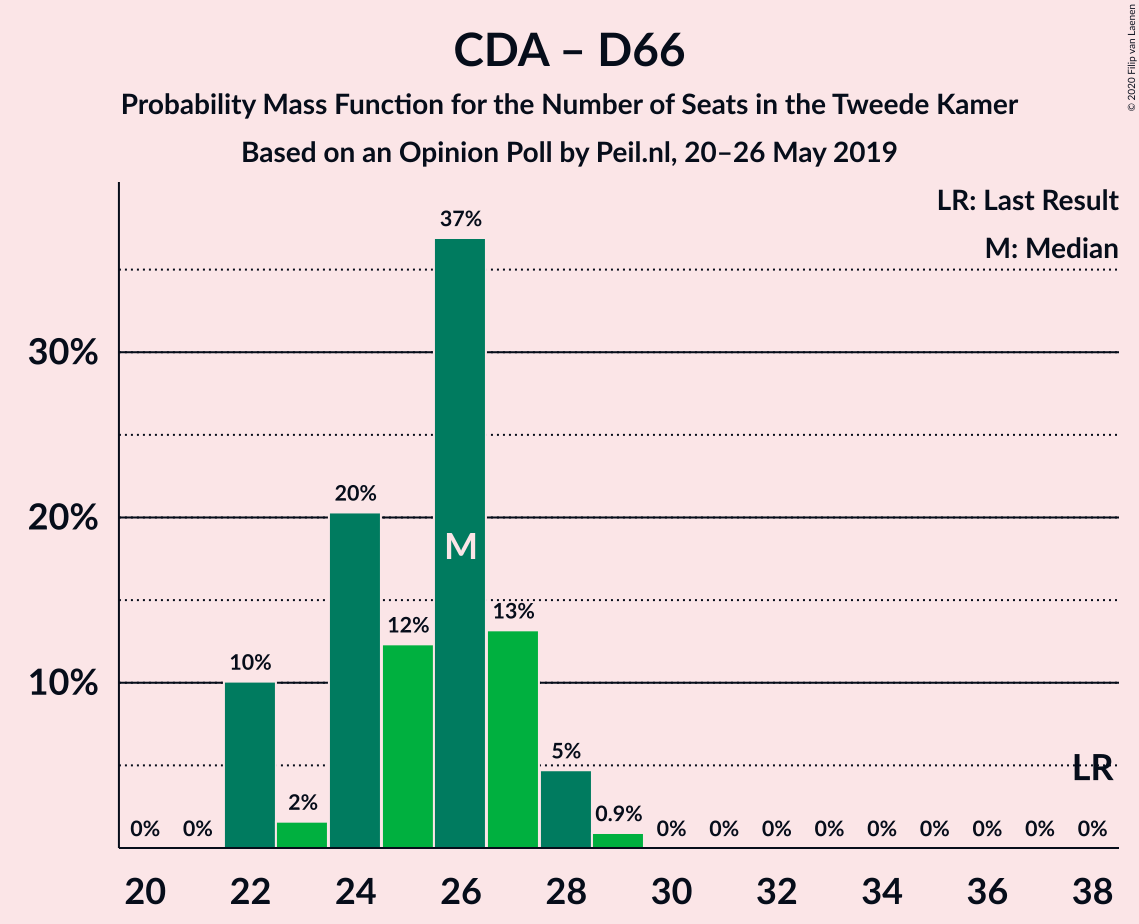 CDA – D66
Probability Mass Function for the Number of Seats in the Tweede Kamer
Based on an Opinion Poll by Peil.nl, 20–26 May 2019
© 2020 Filip van Laenen
LR: Last Result
M: Median
37%
30%
20%
20%
M
13%
12%
10%
10%
5%
LR
2%
0.9%
0% 0% 0% 0% 0% 0% 0% 0% 0% 0% 0%
20 22 24 26 28 30 32 34 36 38